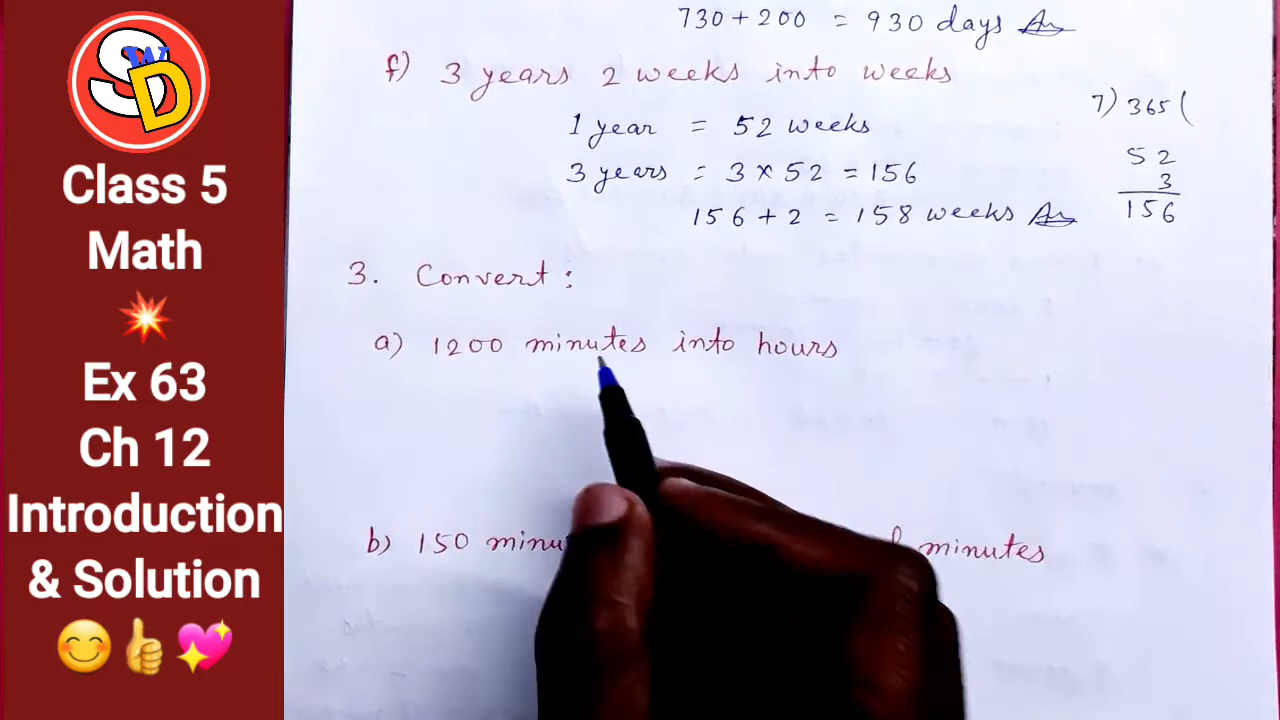 SWD
Class 5
Math
Ex 63
Ch 12
Introduction
& Solution
730 + 200 = 930 days Ans
f) 3 years 2 weeks into weeks
1 year = 52 weeks
3 years = 3 × 52 = 156
156 + 2 = 158 weeks Ans
7) 365 (
52
3
156
3. Convert :
a) 1200 minutes into hours
b) 150 minutes